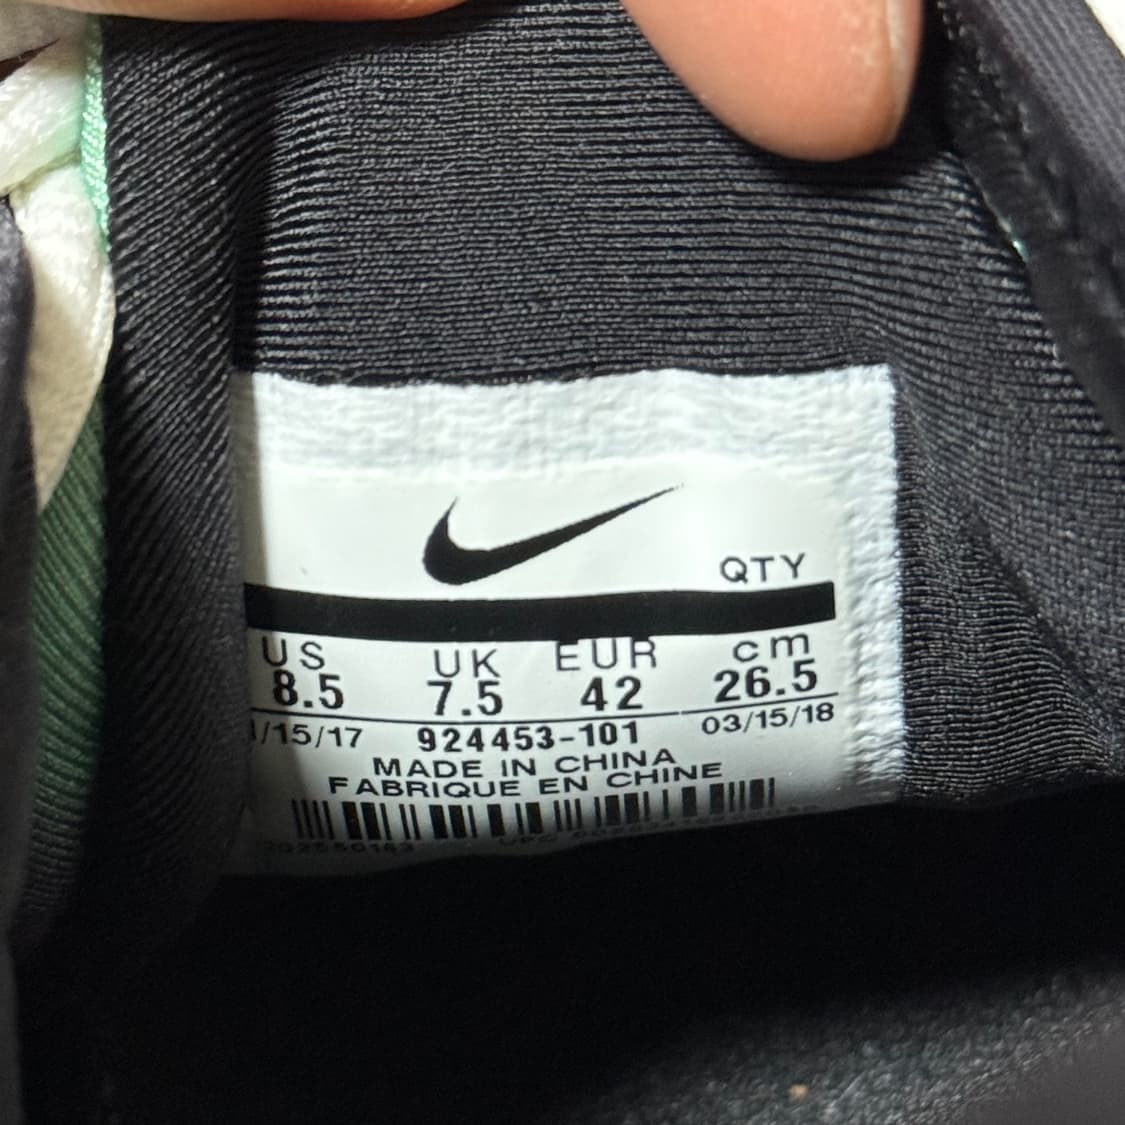 QTY
US UK EUR cm
8.5 7.5 42 26.5
/15/17 924453-101 03/15/18
MADE IN CHINA
FABRIQUE EN CHINE
UPC